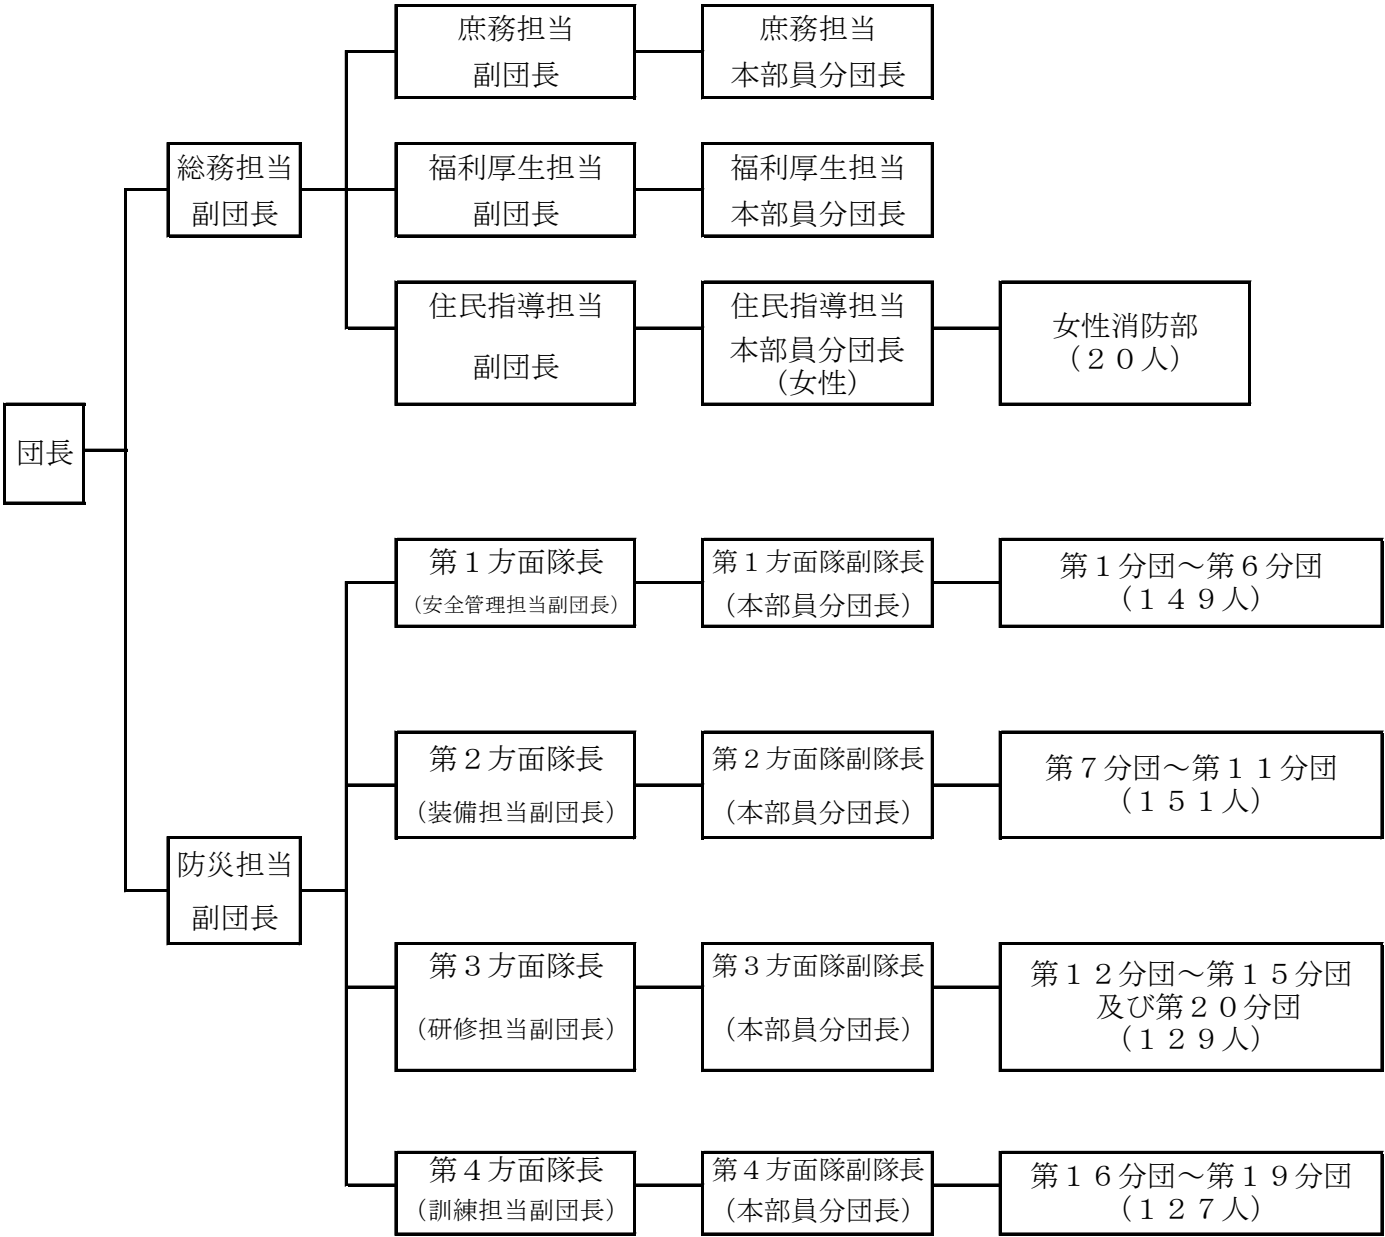 庶務担当
副団長
庶務担当
本部員分団長
総務担当
副団長
福利厚生担当
副団長
福利厚生担当
本部員分団長
住民指導担当
副団長
住民指導担当
本部員分団長
（女性）
女性消防部
（２０人）
団長
第１方面隊長
（安全管理担当副団長）
第１方面隊副隊長
（本部員分団長）
第１分団～第６分団
（１４９人）
第２方面隊長
（装備担当副団長）
第２方面隊副隊長
（本部員分団長）
第７分団～第１１分団
（１５１人）
防災担当
副団長
第３方面隊長
（研修担当副団長）
第３方面隊副隊長
（本部員分団長）
第１２分団～第１５分団
及び第２０分団
（１２９人）
第４方面隊長
（訓練担当副団長）
第４方面隊副隊長
（本部員分団長）
第１６分団～第１９分団
（１２７人）